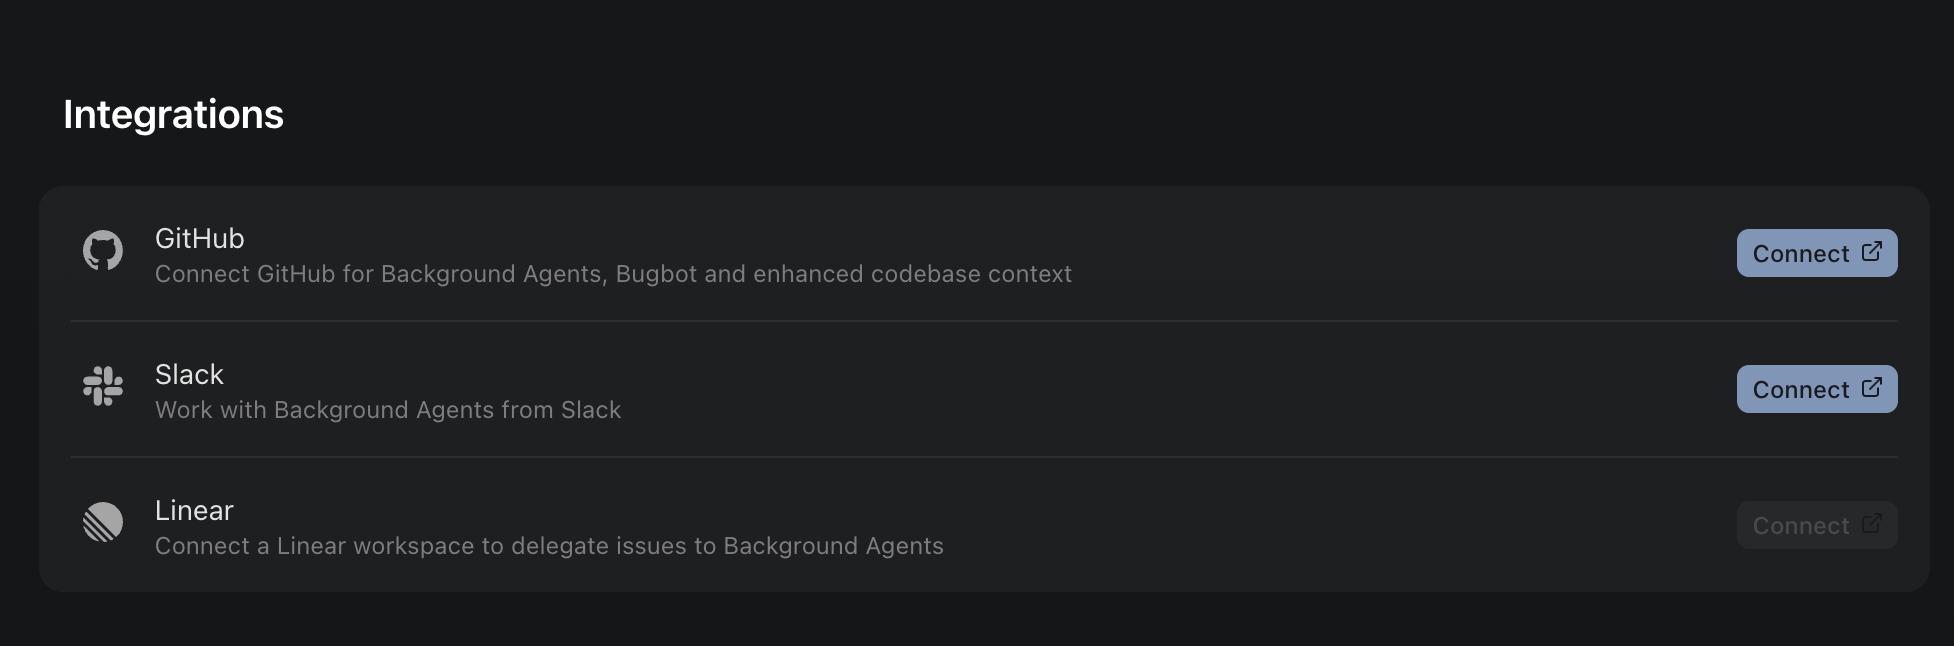 Integrations
GitHub
Connect GitHub for Background Agents, Bugbot and enhanced codebase context
Connect
Slack
Work with Background Agents from Slack
Connect
Linear
Connect a Linear workspace to delegate issues to Background Agents
Connect